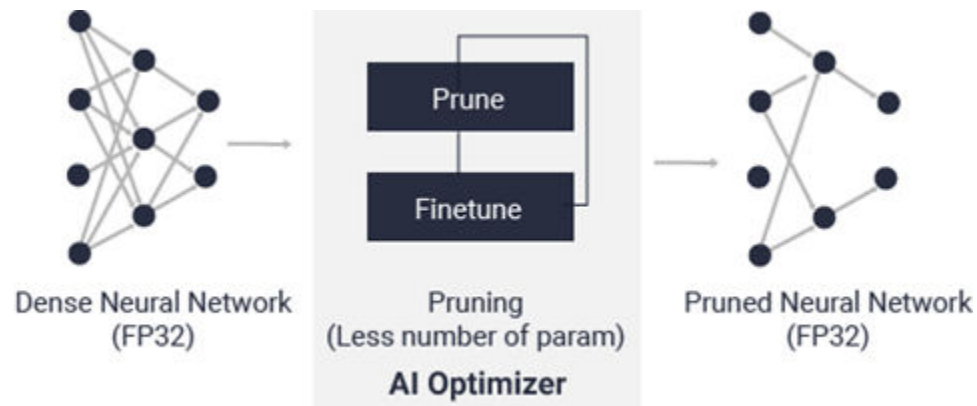 Prune
Finetune
Dense Neural Network
(FP32)
Pruning
(Less number of param)
AI Optimizer
Pruned Neural Network
(FP32)